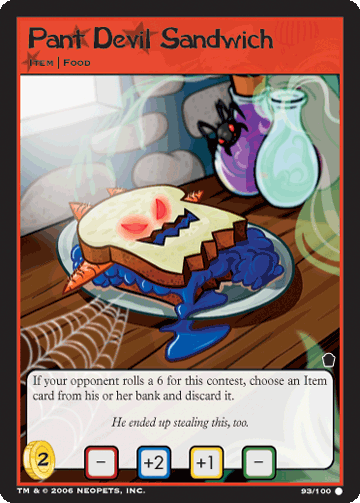 Pant Devil Sandwich
Item | Food
If your opponent rolls a 6 for this contest, choose an Item
card from his or her bank and discard it.
He ended up stealing this, too.
2
–
+2
+1
–
TM & © 2006 NEOPETS, INC.
93/100